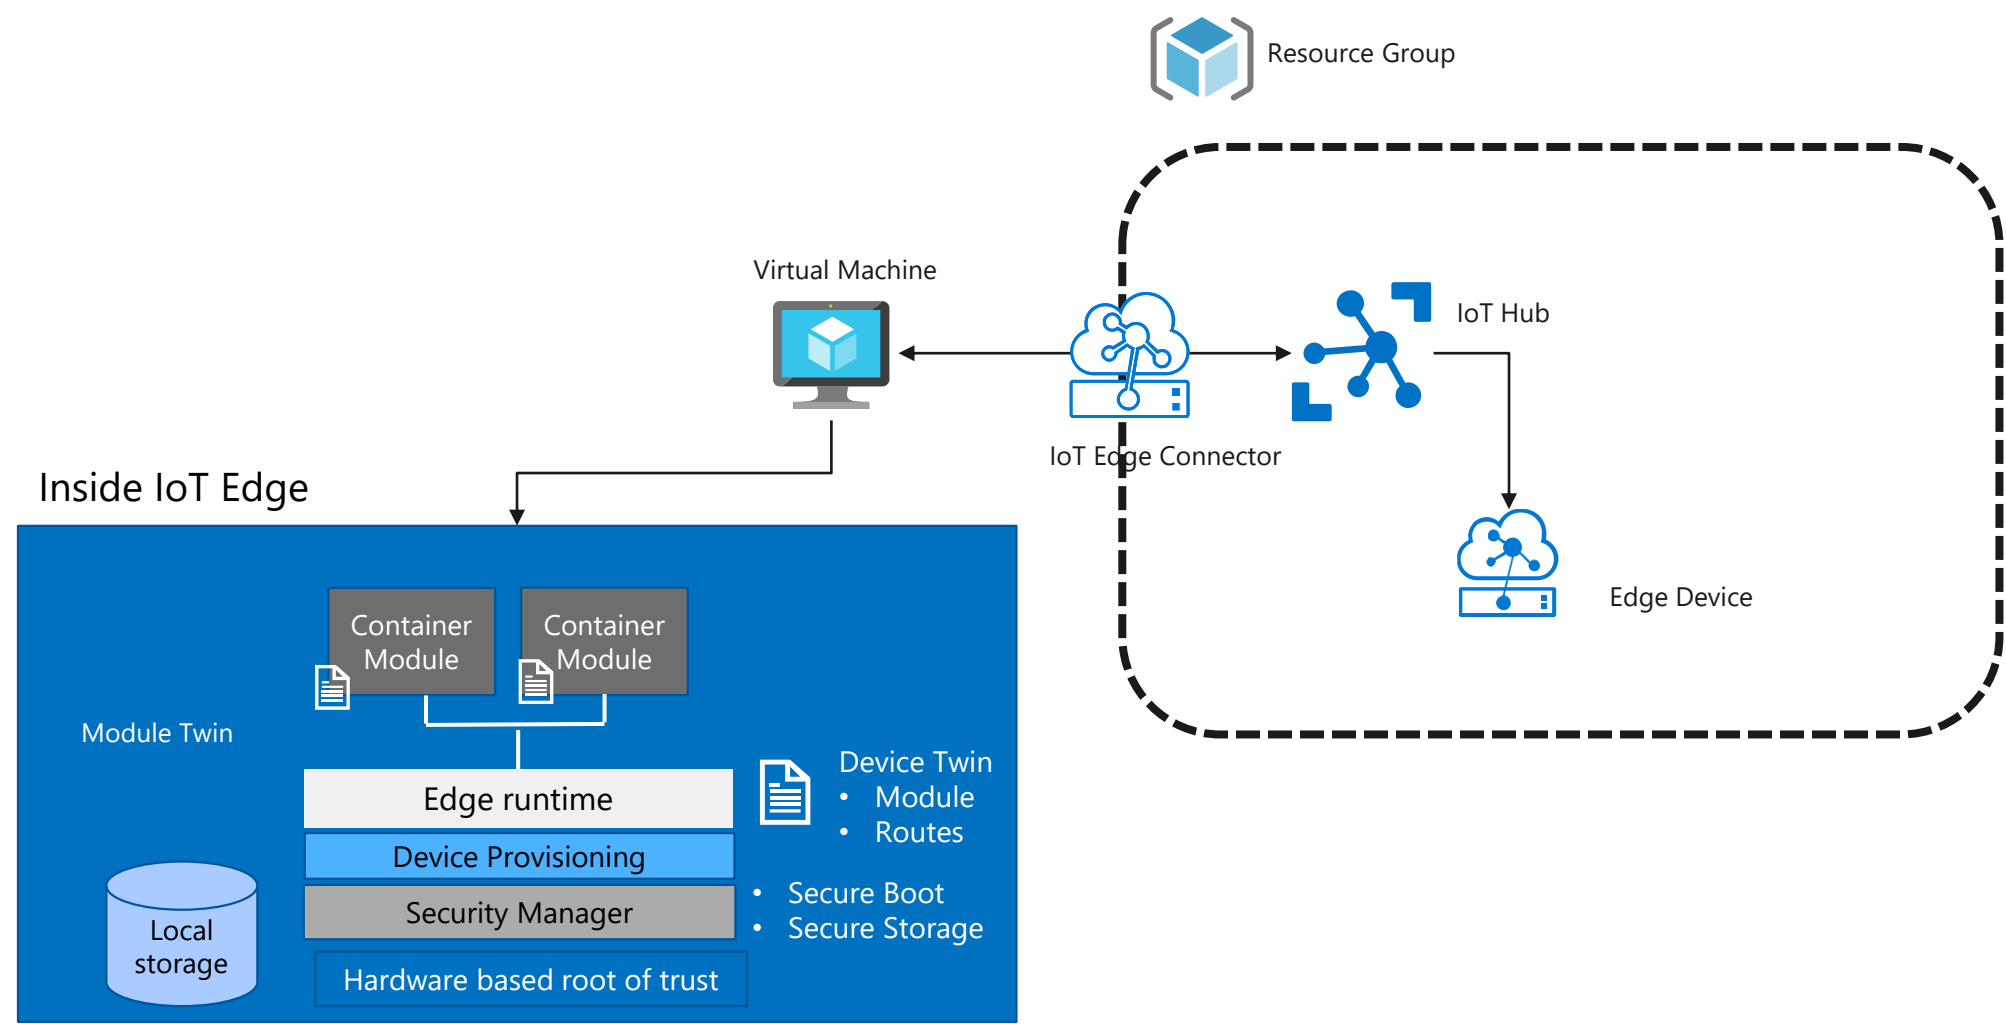 Resource Group
Virtual Machine
IoT Hub
IoT Edge Connector
Edge Device
Inside IoT Edge
Container
Module
Container
Module
Module Twin
Edge runtime
Device Twin
• Module
• Routes
Device Provisioning
Security Manager
• Secure Boot
• Secure Storage
Local
storage
Hardware based root of trust